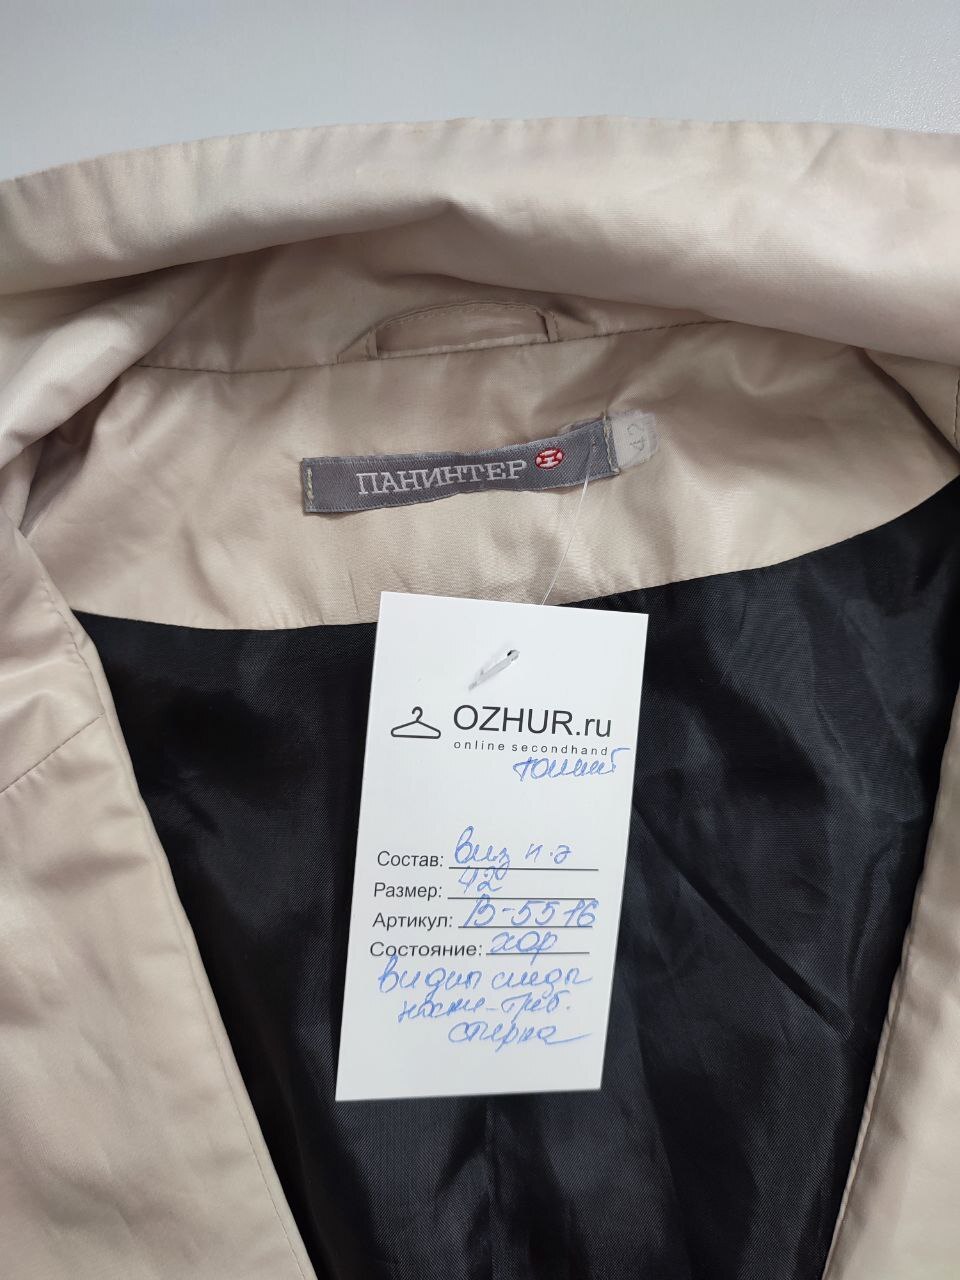 ПАНИНТЕР
42
OZHUR.ru
online secondhand
тонкий
Состав: Виз п.э
Размер: 42
Артикул: В-5516
Состояние: хор
видны следы
носки-треб.
стирка